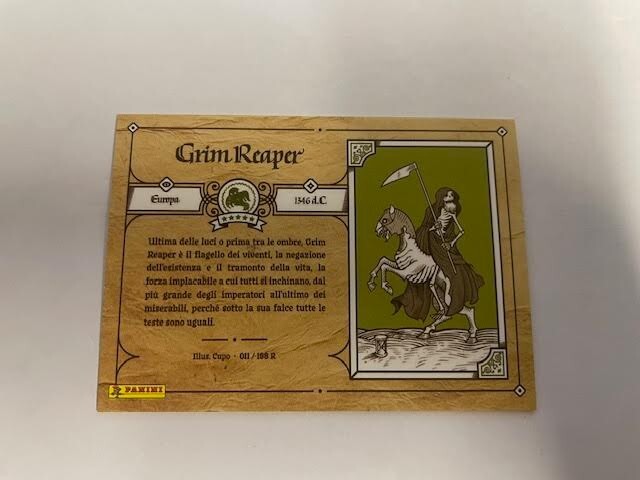 Grim Reaper
Europa
1346 d.C.
Ultima delle luci o prima tra le ombre, Grim
Reaper è il flagello dei viventi, la negazione
dell'esistenza e il tramonto della vita, la
forza implacabile a cui tutti si inchinano, dal
più grande degli imperatori all'ultimo dei
miserabili, perché sotto la sua falce tutte le
teste sono uguali.
Illus. Cupo · 011/188 R
PANINI